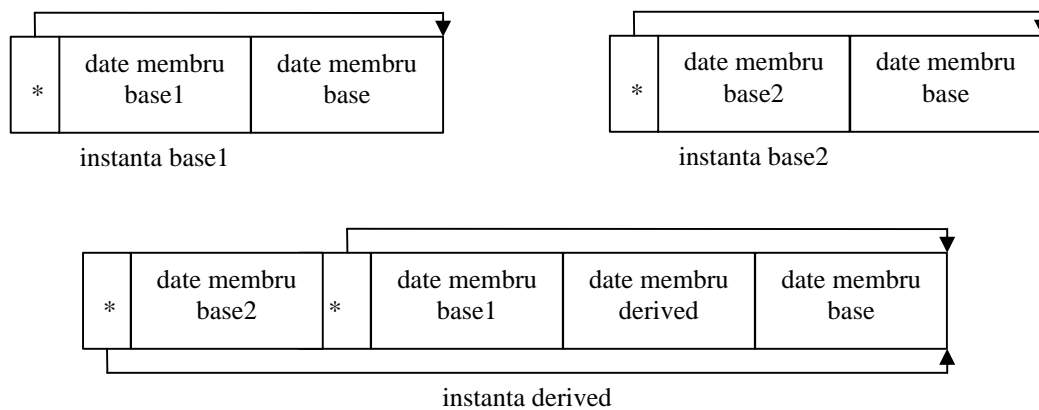 * date membru base1 date membru base
instanta base1
* date membru base2 date membru base
instanta base2
* date membru base2 * date membru base1 date membru derived date membru base
instanta derived